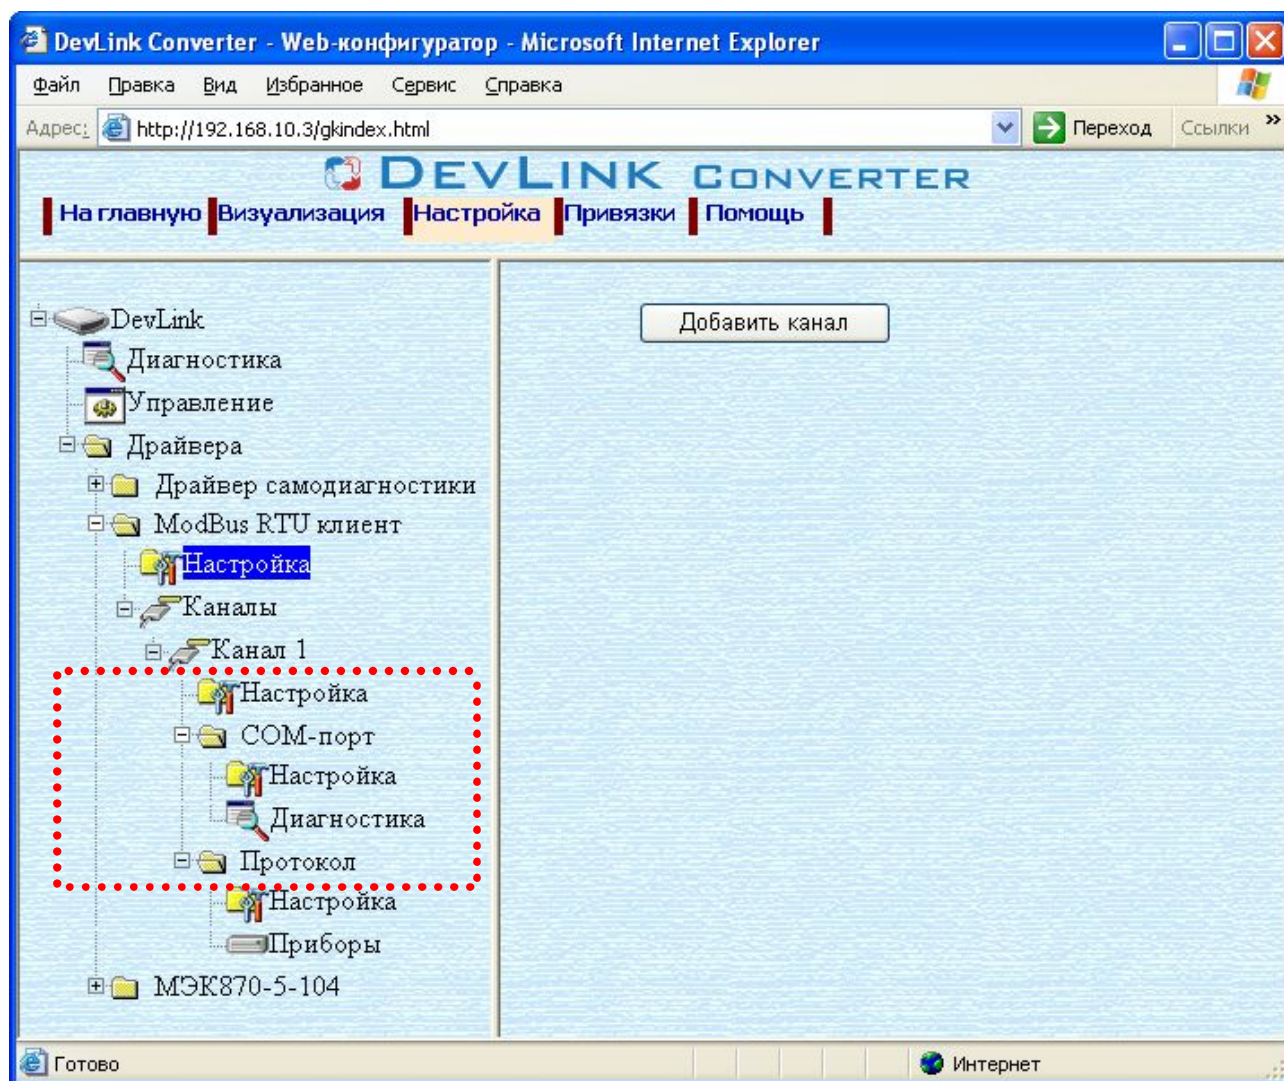 DevLink Converter - Web-конфигуратор - Microsoft Internet Explorer
Файл Правка Вид Избранное Сервис Справка
Адрес: http://192.168.10.3/gkindex.html Переход Ссылки »
DEVLINK CONVERTER
На главную Визуализация Настройка Привязки Помощь
DevLink
Добавить канал
Диагностика
Управление
Драйвера
Драйвер самодиагностики
ModBus RTU клиент
Настройка
Каналы
Канал 1
Настройка
COM-порт
Настройка
Диагностика
Протокол
Настройка
Приборы
МЭК870-5-104
Готово Интернет